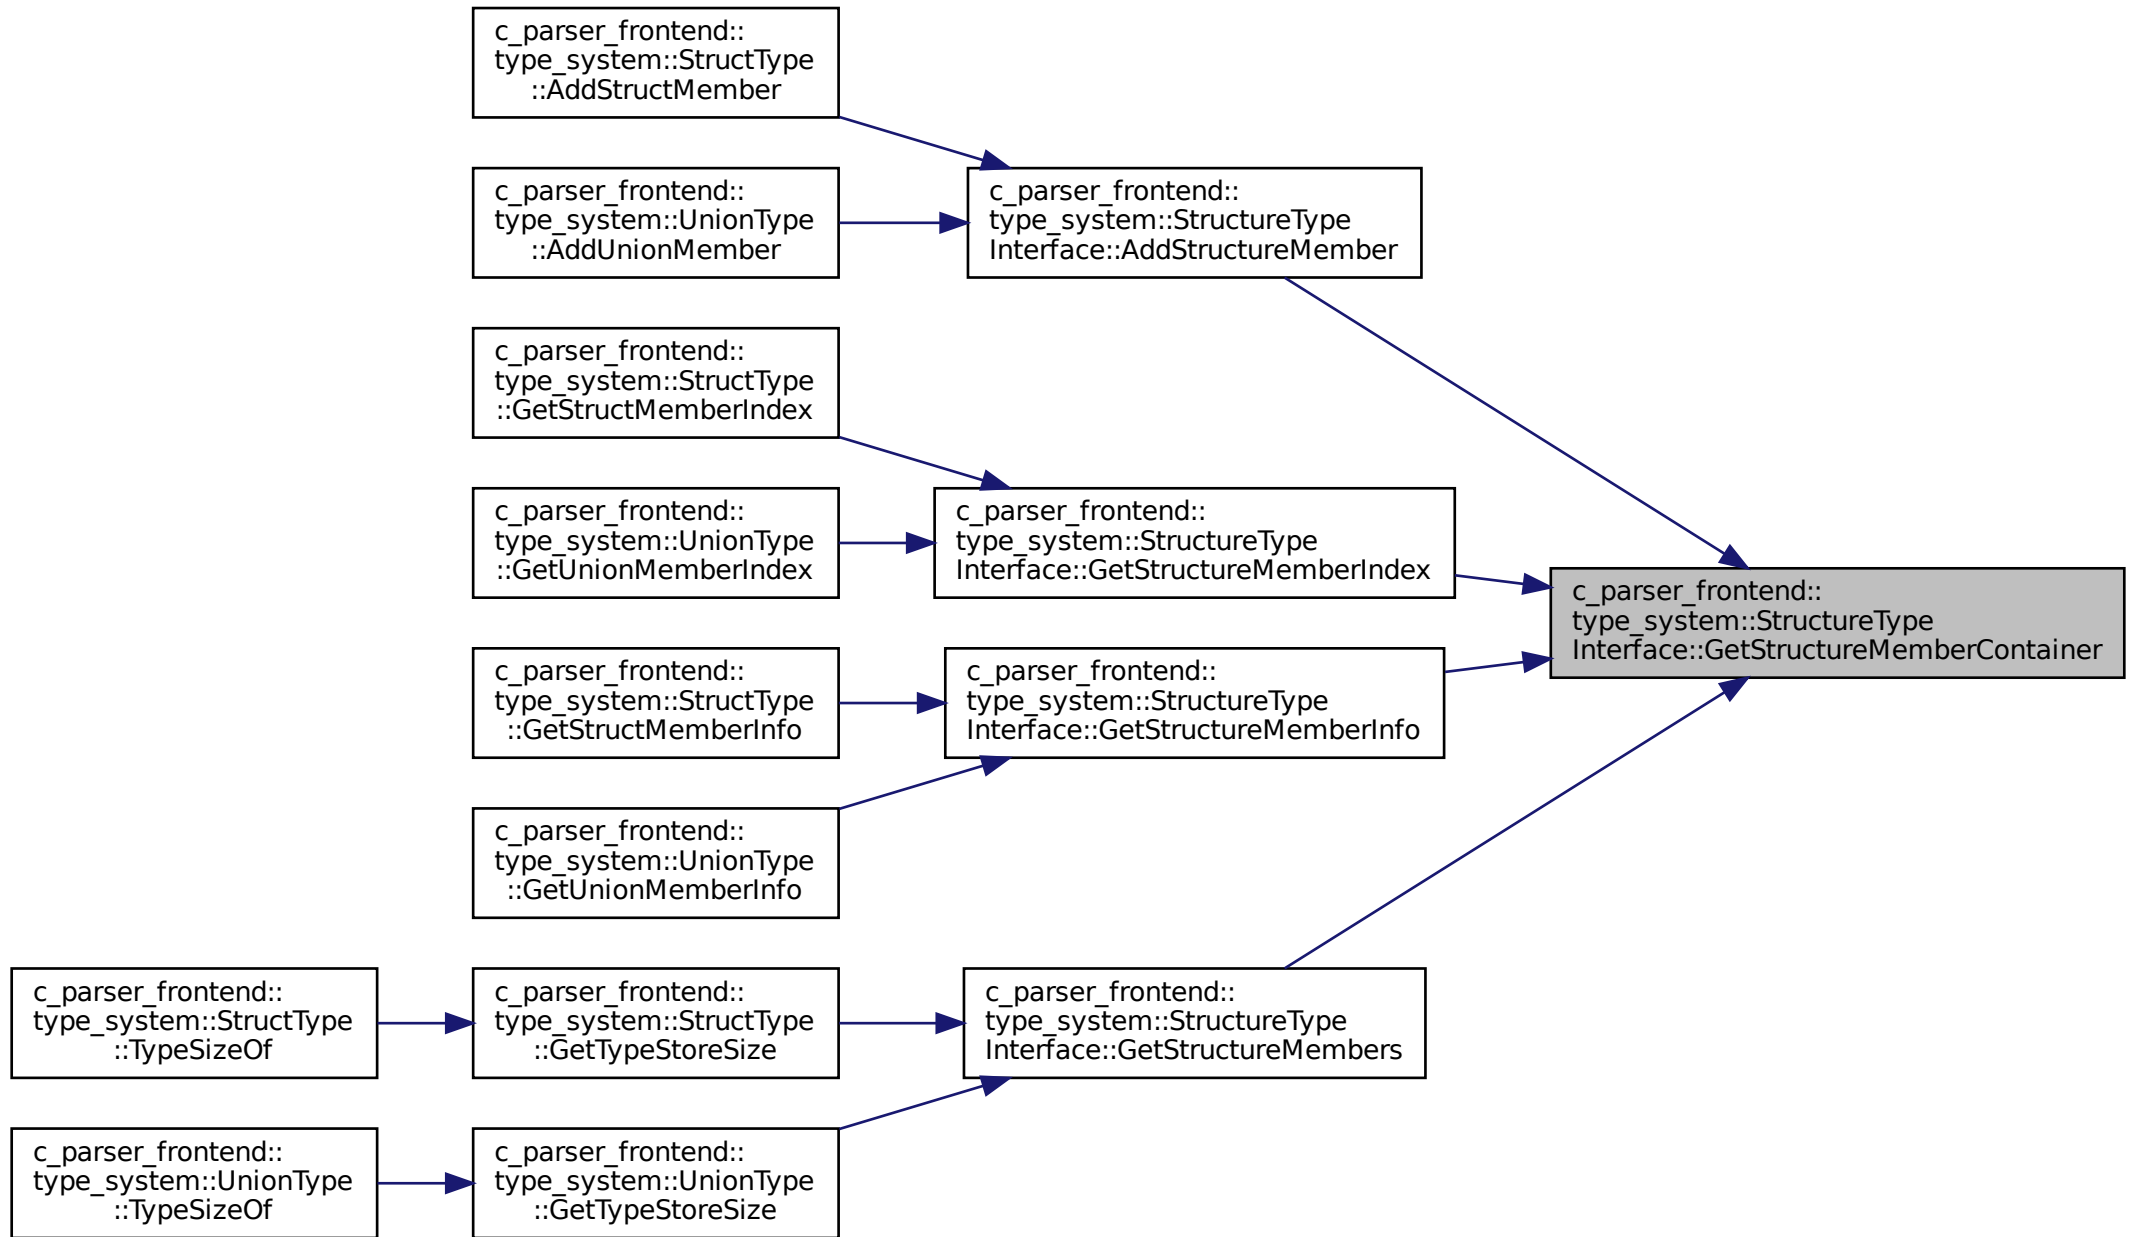 c_parser_frontend::
type_system::StructType
::AddStructMember
c_parser_frontend::
type_system::UnionType
::AddUnionMember
c_parser_frontend::
type_system::StructureType
Interface::AddStructureMember
c_parser_frontend::
type_system::StructType
::GetStructMemberIndex
c_parser_frontend::
type_system::UnionType
::GetUnionMemberIndex
c_parser_frontend::
type_system::StructureType
Interface::GetStructureMemberIndex
c_parser_frontend::
type_system::StructureType
Interface::GetStructureMemberContainer
c_parser_frontend::
type_system::StructType
::GetStructMemberInfo
c_parser_frontend::
type_system::StructureType
Interface::GetStructureMemberInfo
c_parser_frontend::
type_system::UnionType
::GetUnionMemberInfo
c_parser_frontend::
type_system::StructType
::TypeSizeOf
c_parser_frontend::
type_system::StructType
::GetTypeStoreSize
c_parser_frontend::
type_system::StructureType
Interface::GetStructureMembers
c_parser_frontend::
type_system::UnionType
::TypeSizeOf
c_parser_frontend::
type_system::UnionType
::GetTypeStoreSize